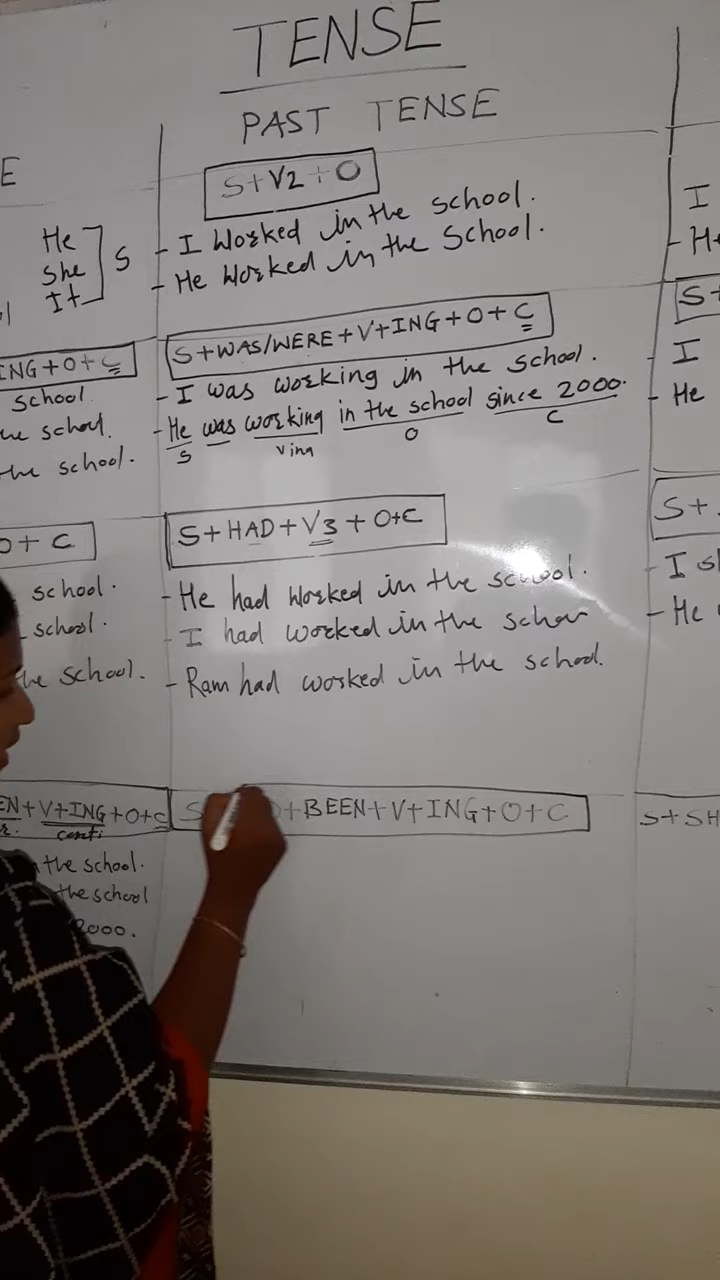 TENSE
PAST TENSE
E
He
She
It
S
S+V2+O
- I worked in the school.
- He worked in the School.
I
- H
S+
ING+O+C
school
school.
the school.
S+WAS/WERE+V+ING+O+C
- I was working in the school.
- He was working in the school since 2000.
S
Ving
O
C
- I
- He
O+C
school.
school.
the school.
S+HAD+V3+O+C
- He had worked in the school.
- I had worked in the
- Ram had worked in the school.
S+
- I
- He
EN+V+ING+O+C
conti
the school.
the school
2000.
S +BEEN+V+ING+O+C
S+SH